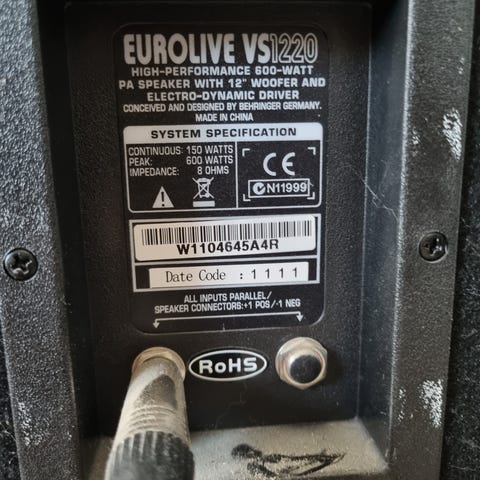 EUROLIVE VS1220
HIGH-PERFORMANCE 600-WATT
PA SPEAKER WITH 12" WOOFER AND
ELECTRO-DYNAMIC DRIVER
CONCEIVED AND DESIGNED BY BEHRINGER GERMANY.
MADE IN CHINA
SYSTEM SPECIFICATION
CONTINUOUS: 150 WATTS
PEAK: 600 WATTS
IMPEDANCE: 8 OHMS
CE
N11999
W1104645A4R
Date Code : 1111
ALL INPUTS PARALLEL/
SPEAKER CONNECTORS:+1 POS/-1 NEG
RoHS